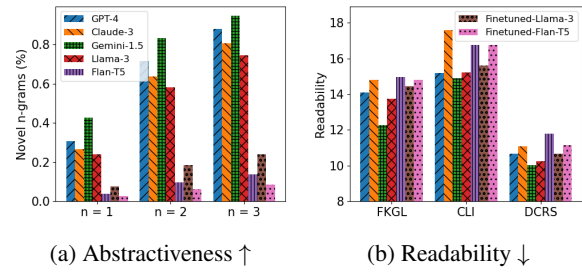 Novel n-grams (%)
0.8
0.6
0.4
0.2
0.0
GPT-4
Claude-3
Gemini-1.5
Llama-3
Flan-T5
n = 1
n = 2
n = 3
(a) Abstractiveness ↑
Readability
18
16
14
12
10
8
Finetuned-Llama-3
Finetuned-Flan-T5
FKGL
CLI
DCRS
(b) Readability ↓